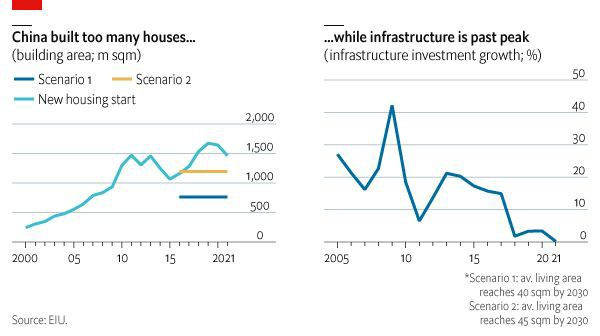 China built too many houses...
(building area; m sqm)
Scenario 1
Scenario 2
New housing start
2,000
1,500
1,000
500
0
2000
05
10
15
2021
...while infrastructure is past peak
(infrastructure investment growth; %)
50
40
30
20
10
0
2005
10
15
20 21
*Scenario 1: av. living area
reaches 40 sqm by 2030
Scenario 2: av. living area
reaches 45 sqm by 2030
Source: EIU.